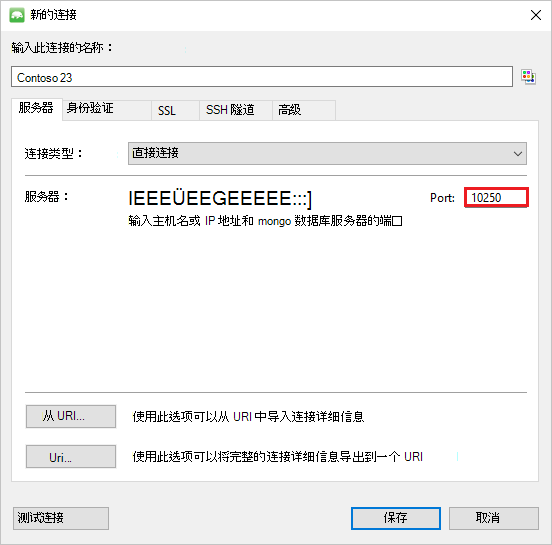 新的连接
输入此连接的名称：
Contoso 23
服务器 身份验证 SSL SSH 隧道 高级
连接类型： 直接连接
服务器： IEEEÜEEGEEEEE:::] Port: 10250
输入主机名或 IP 地址和 mongo 数据库服务器的端口
从 URI... 使用此选项可以从 URI 中导入连接详细信息
Uri... 使用此选项可以将完整的连接详细信息导出到一个 URI
测试连接 保存 取消